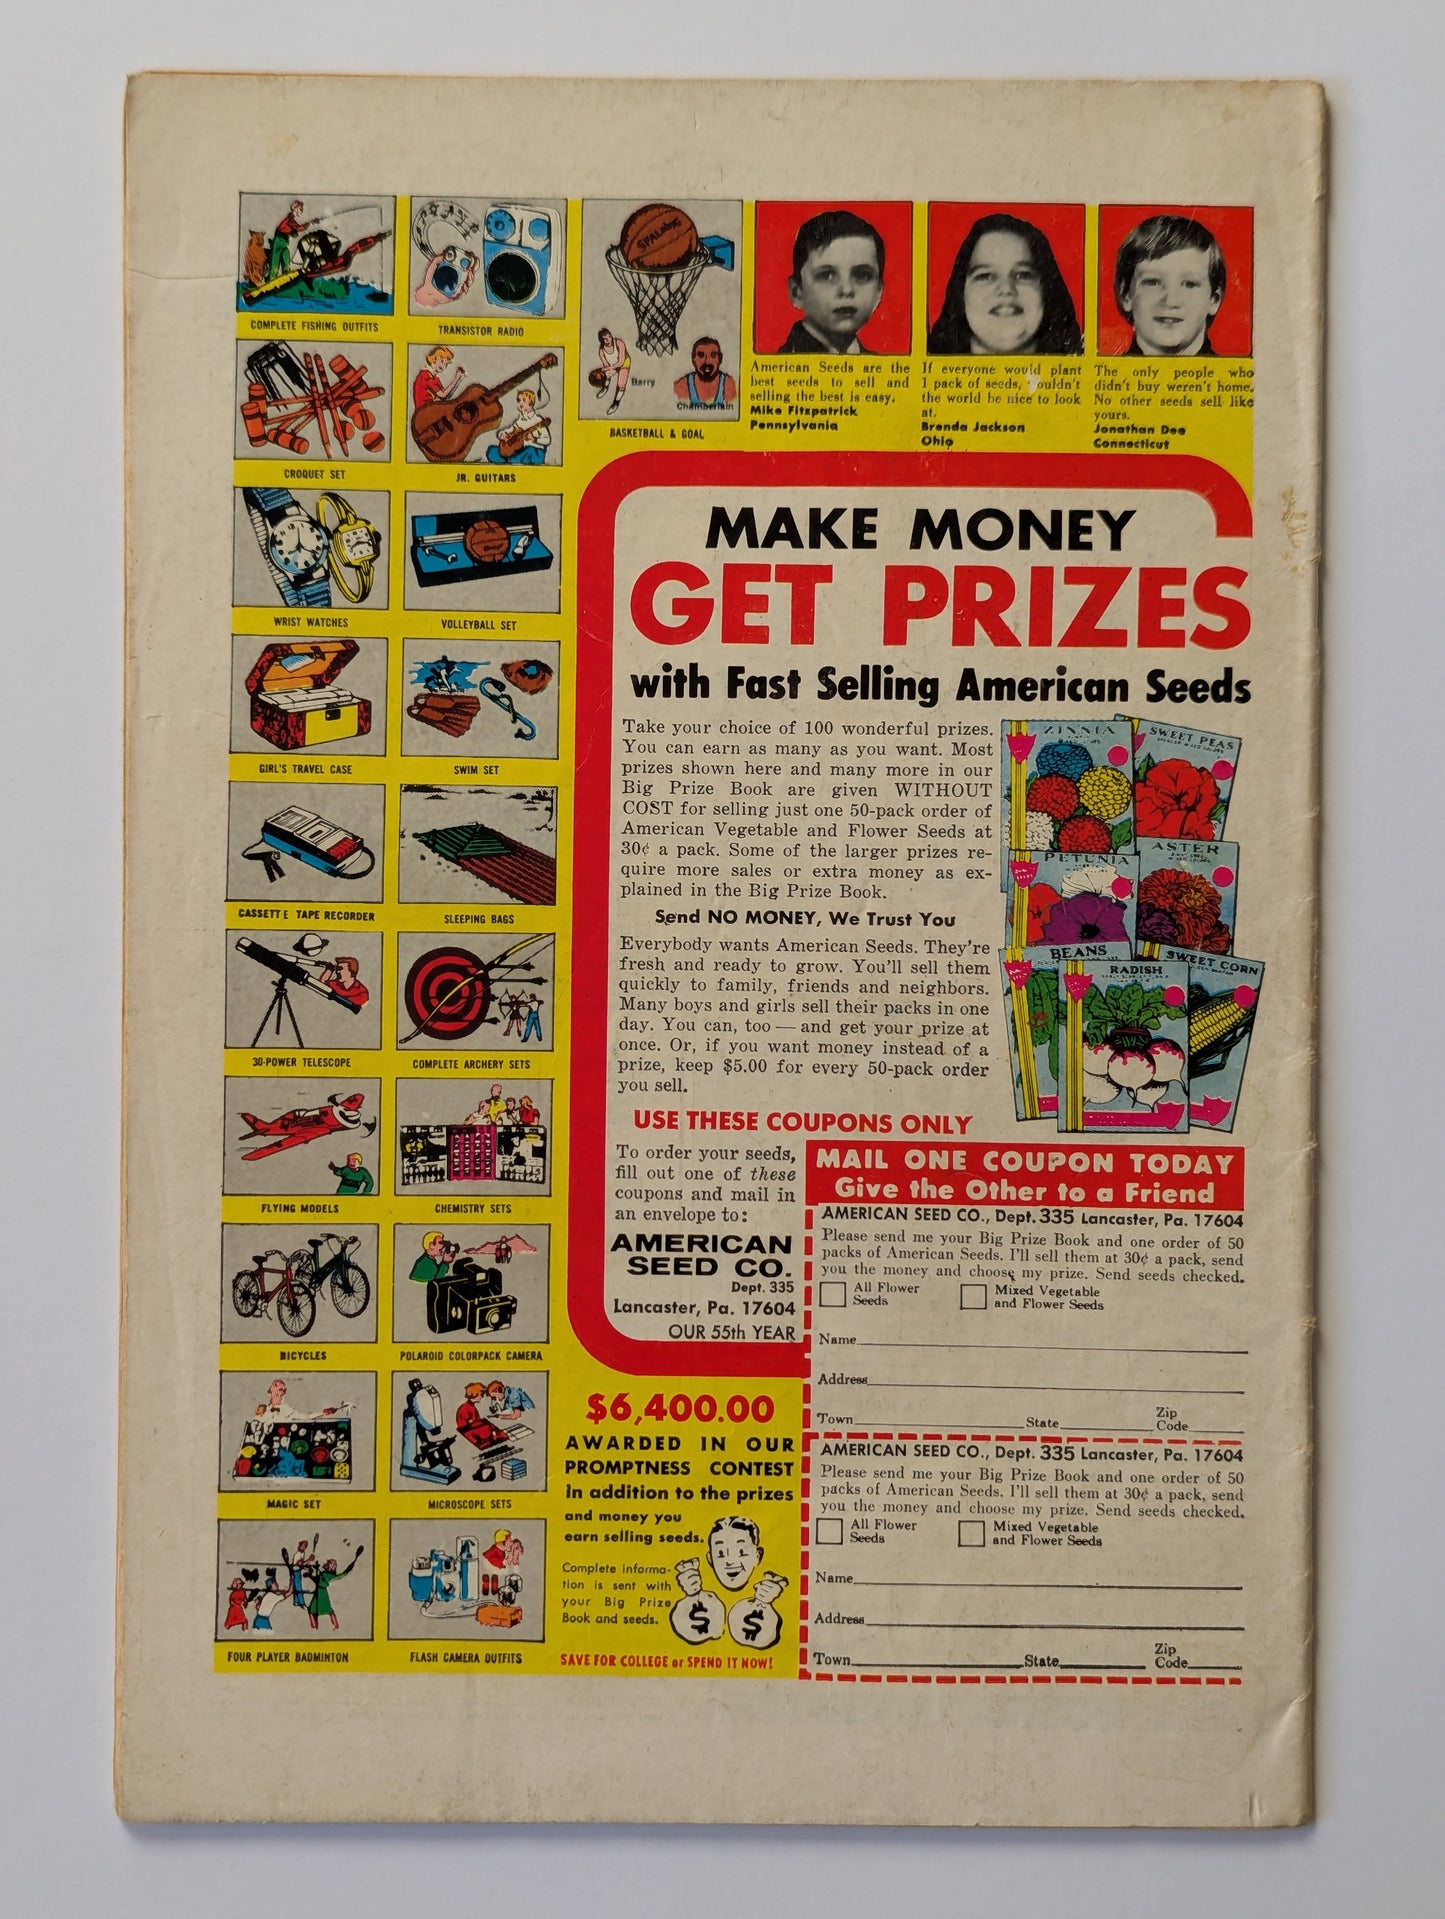 COMPLETE FISHING OUTFITS
TRANSISTOR RADIO
SPALDING
Barry
Chamberlain
BASKETBALL & GOAL
CROQUET SET
JR. GUITARS
WRIST WATCHES
VOLLEYBALL SET
GIRL'S TRAVEL CASE
SWIM SET
CASSETTE TAPE RECORDER
SLEEPING BAGS
30-POWER TELESCOPE
COMPLETE ARCHERY SETS
FLYING MODELS
CHEMISTRY SETS
BICYCLES
POLAROID COLORPACK CAMERA
MAGIC SET
MICROSCOPE SETS
FOUR PLAYER BADMINTON
FLASH CAMERA OUTFITS
American Seeds are the
best seeds to sell and
selling the best is easy.
Mike Fitzpatrick
Pennsylvania
If everyone would plant
1 pack of seeds, ouldn't
the world be nice to look
at.
Brenda Jackson
Ohio
The only people who
didn't buy weren't home.
No other seeds sell like
yours.
Jonathan Dee
Connecticut
MAKE MONEY
GET PRIZES
with Fast Selling American Seeds
Take your choice of 100 wonderful prizes.
You can earn as many as you want. Most
prizes shown here and many more in our
Big Prize Book are given WITHOUT
COST for selling just one 50-pack order of
American Vegetable and Flower Seeds at
30¢ a pack. Some of the larger prizes re-
quire more sales or extra money as ex-
plained in the Big Prize Book.
Send NO MONEY, We Trust You
Everybody wants American Seeds. They're
fresh and ready to grow. You'll sell them
quickly to family, friends and neighbors.
Many boys and girls sell their packs in one
day. You can, too — and get your prize at
once. Or, if you want money instead of a
prize, keep $5.00 for every 50-pack order
you sell.
ZINNIA
SWEET PEAS
PETUNIA
ASTER
BEANS
RADISH
SWEET CORN
USE THESE COUPONS ONLY
To order your seeds,
fill out one of these
coupons and mail in
an envelope to:
AMERICAN
SEED CO.
Dept. 335
Lancaster, Pa. 17604
OUR 55th YEAR
MAIL ONE COUPON TODAY
Give the Other to a Friend
AMERICAN SEED CO., Dept. 335 Lancaster, Pa. 17604
Please send me your Big Prize Book and one order of 50
packs of American Seeds. I'll sell them at 30¢ a pack, send
you the money and choose my prize. Send seeds checked.
All Flower
Seeds
Mixed Vegetable
and Flower Seeds
Name
Address
Town State Zip
Code
AMERICAN SEED CO., Dept. 335 Lancaster, Pa. 17604
Please send me your Big Prize Book and one order of 50
packs of American Seeds. I'll sell them at 30¢ a pack, send
you the money and choose my prize. Send seeds checked.
All Flower
Seeds
Mixed Vegetable
and Flower Seeds
Name
Address
Town State Zip
Code
$6,400.00
AWARDED IN OUR
PROMPTNESS CONTEST
in addition to the prizes
and money you
earn selling seeds.
Complete informa-
tion is sent with
your Big Prize
Book and seeds.
$ $
SAVE FOR COLLEGE or SPEND IT NOW!